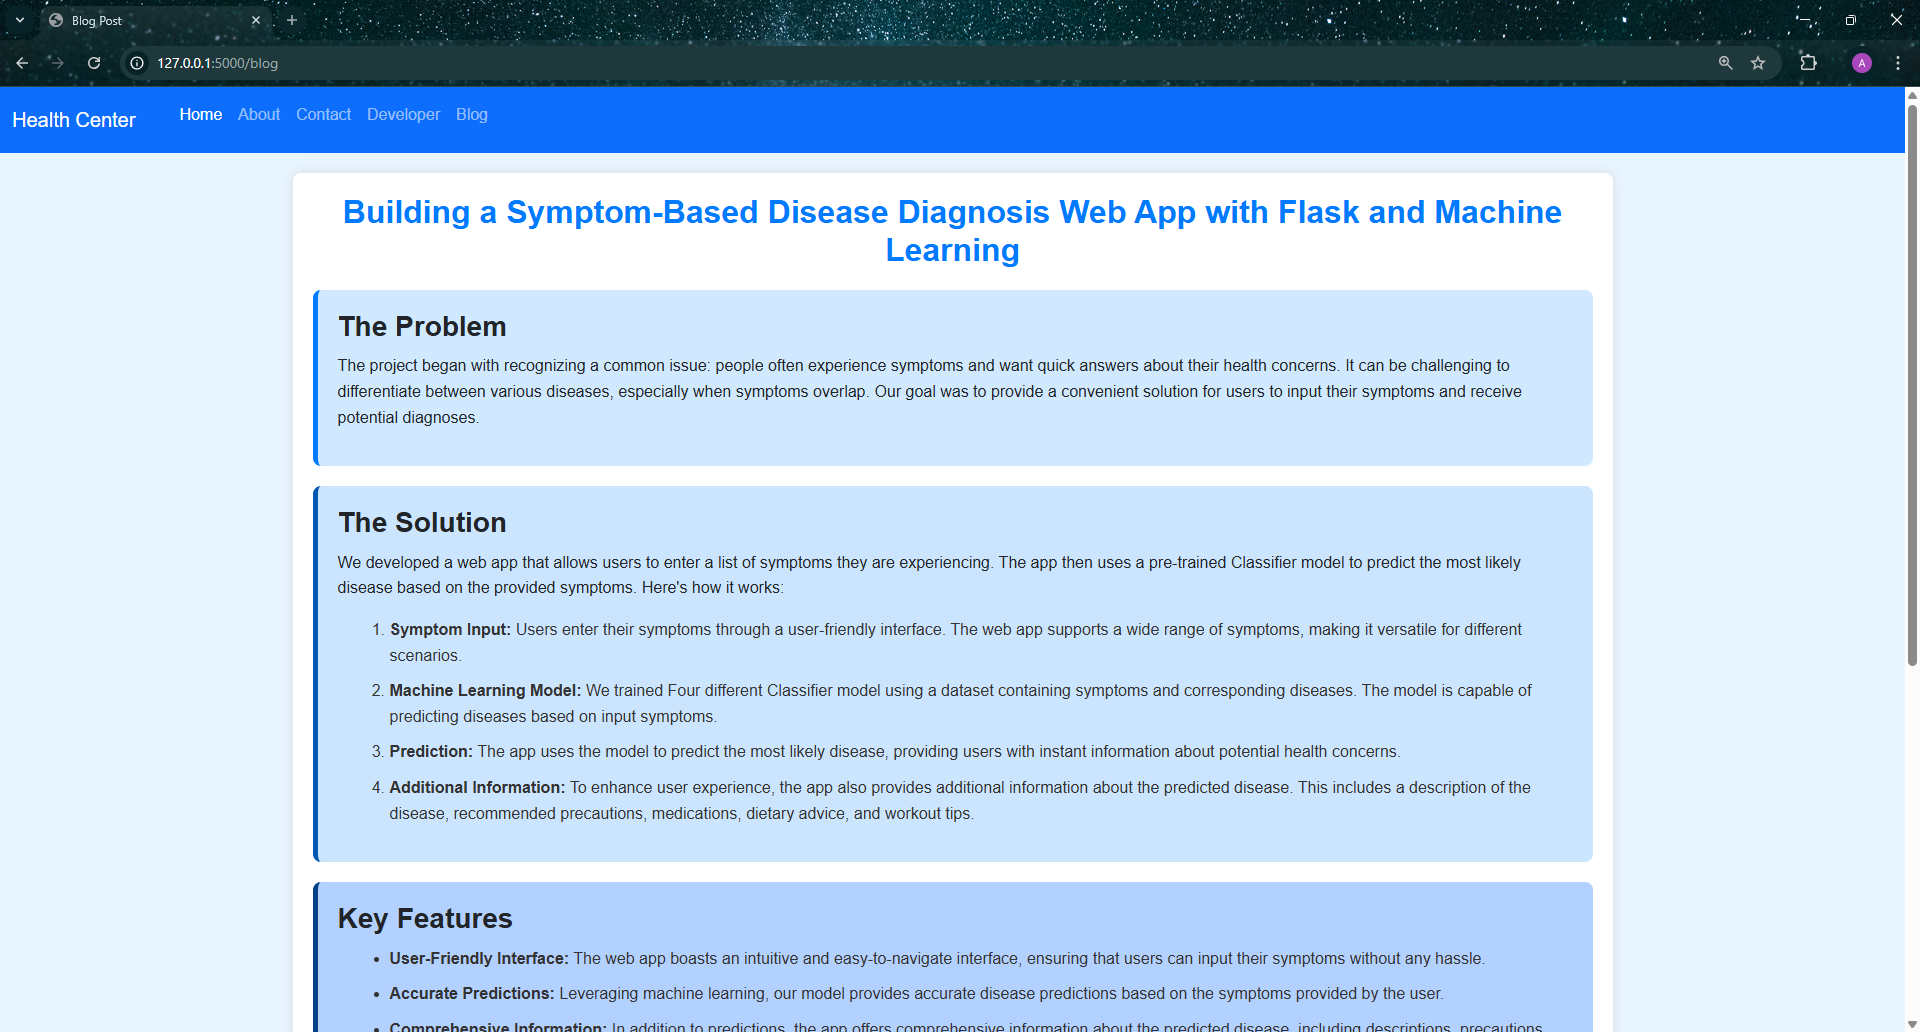 Blog Post
127.0.0.1:5000/blog
A
Health Center
Home About Contact Developer Blog
Building a Symptom-Based Disease Diagnosis Web App with Flask and Machine
Learning
The Problem
The project began with recognizing a common issue: people often experience symptoms and want quick answers about their health concerns. It can be challenging to
differentiate between various diseases, especially when symptoms overlap. Our goal was to provide a convenient solution for users to input their symptoms and receive
potential diagnoses.
The Solution
We developed a web app that allows users to enter a list of symptoms they are experiencing. The app then uses a pre-trained Classifier model to predict the most likely
disease based on the provided symptoms. Here's how it works:
1. Symptom Input: Users enter their symptoms through a user-friendly interface. The web app supports a wide range of symptoms, making it versatile for different
scenarios.
2. Machine Learning Model: We trained Four different Classifier model using a dataset containing symptoms and corresponding diseases. The model is capable of
predicting diseases based on input symptoms.
3. Prediction: The app uses the model to predict the most likely disease, providing users with instant information about potential health concerns.
4. Additional Information: To enhance user experience, the app also provides additional information about the predicted disease. This includes a description of the
disease, recommended precautions, medications, dietary advice, and workout tips.
Key Features
• User-Friendly Interface: The web app boasts an intuitive and easy-to-navigate interface, ensuring that users can input their symptoms without any hassle.
• Accurate Predictions: Leveraging machine learning, our model provides accurate disease predictions based on the symptoms provided by the user.
• Comprehensive Information: In addition to predictions, the app offers comprehensive information about the predicted disease, including descriptions, precautions